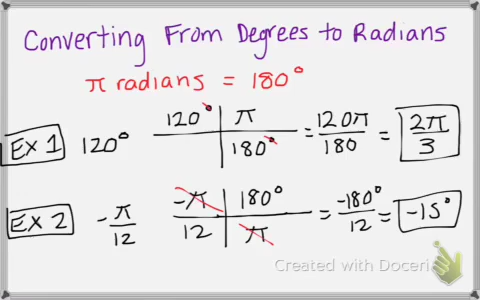 Converting From Degrees to Radians
π radians = 180°
EX 1 120° 120° | π / 180° = 120π/180 = 2π/3
EX 2 -π/12 -π/12 | 180°/π = -180°/12 = -15°
Created with Doceri